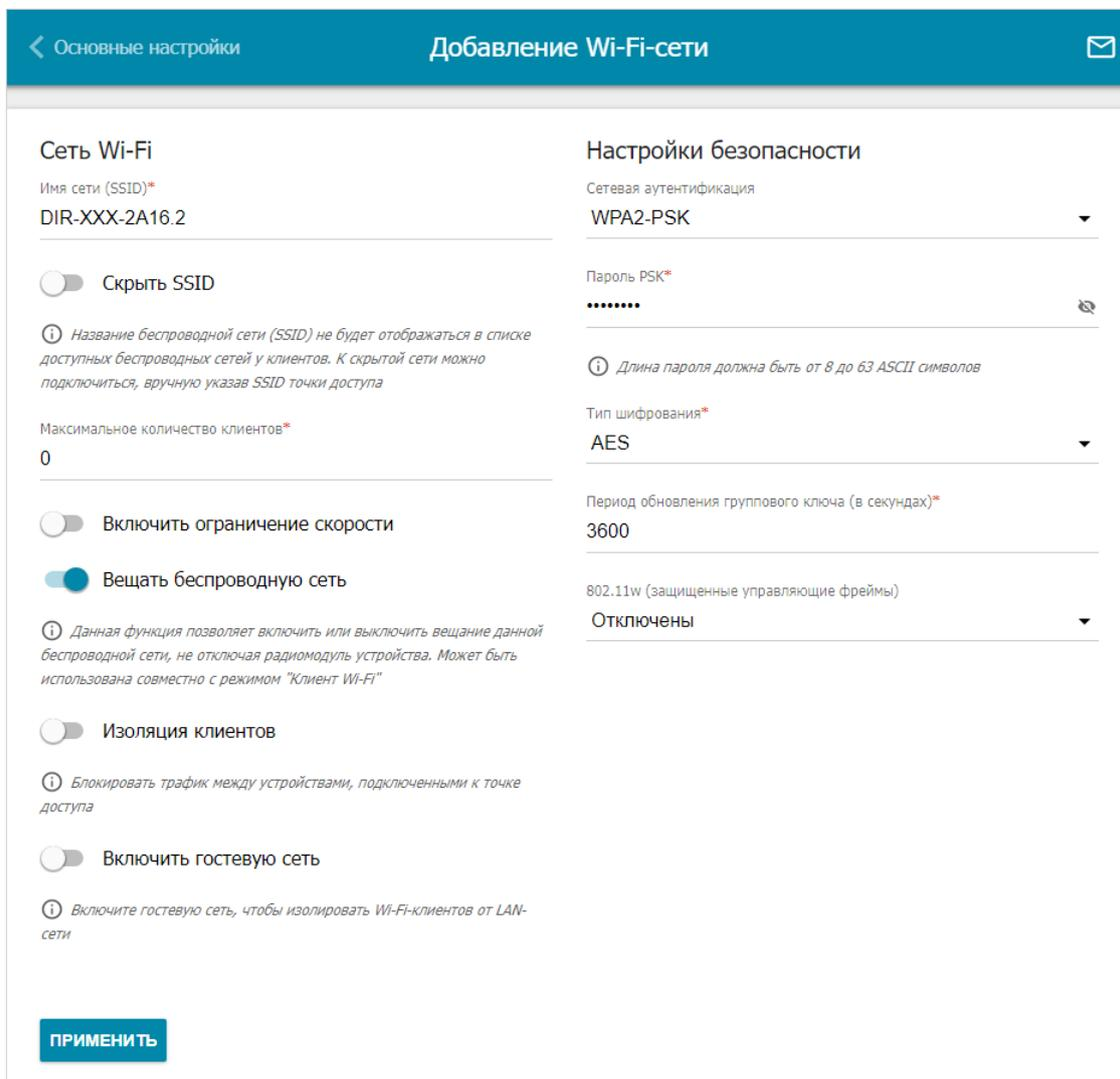 Основные настройки
Добавление Wi-Fi-сети
Сеть Wi-Fi
Имя сети (SSID)*
DIR-XXX-2A16.2
Скрыть SSID
Название беспроводной сети (SSID) не будет отображаться в списке
доступных беспроводных сетей у клиентов. К скрытой сети можно
подключиться, вручную указав SSID точки доступа
Максимальное количество клиентов*
0
Включить ограничение скорости
Вещать беспроводную сеть
Данная функция позволяет включить или выключить вещание данной
беспроводной сети, не отключая радиомодуль устройства. Может быть
использована совместно с режимом "Клиент Wi-Fi"
Изоляция клиентов
Блокировать трафик между устройствами, подключенными к точке
доступа
Включить гостевую сеть
Включите гостевую сеть, чтобы изолировать Wi-Fi-клиентов от LAN-
сети
ПРИМЕНИТЬ
Настройки безопасности
Сетевая аутентификация
WPA2-PSK
Пароль PSK*
••••••••
Длина пароля должна быть от 8 до 63 ASCII символов
Тип шифрования*
AES
Период обновления группового ключа (в секундах)*
3600
802.11w (защищенные управляющие фреймы)
Отключены